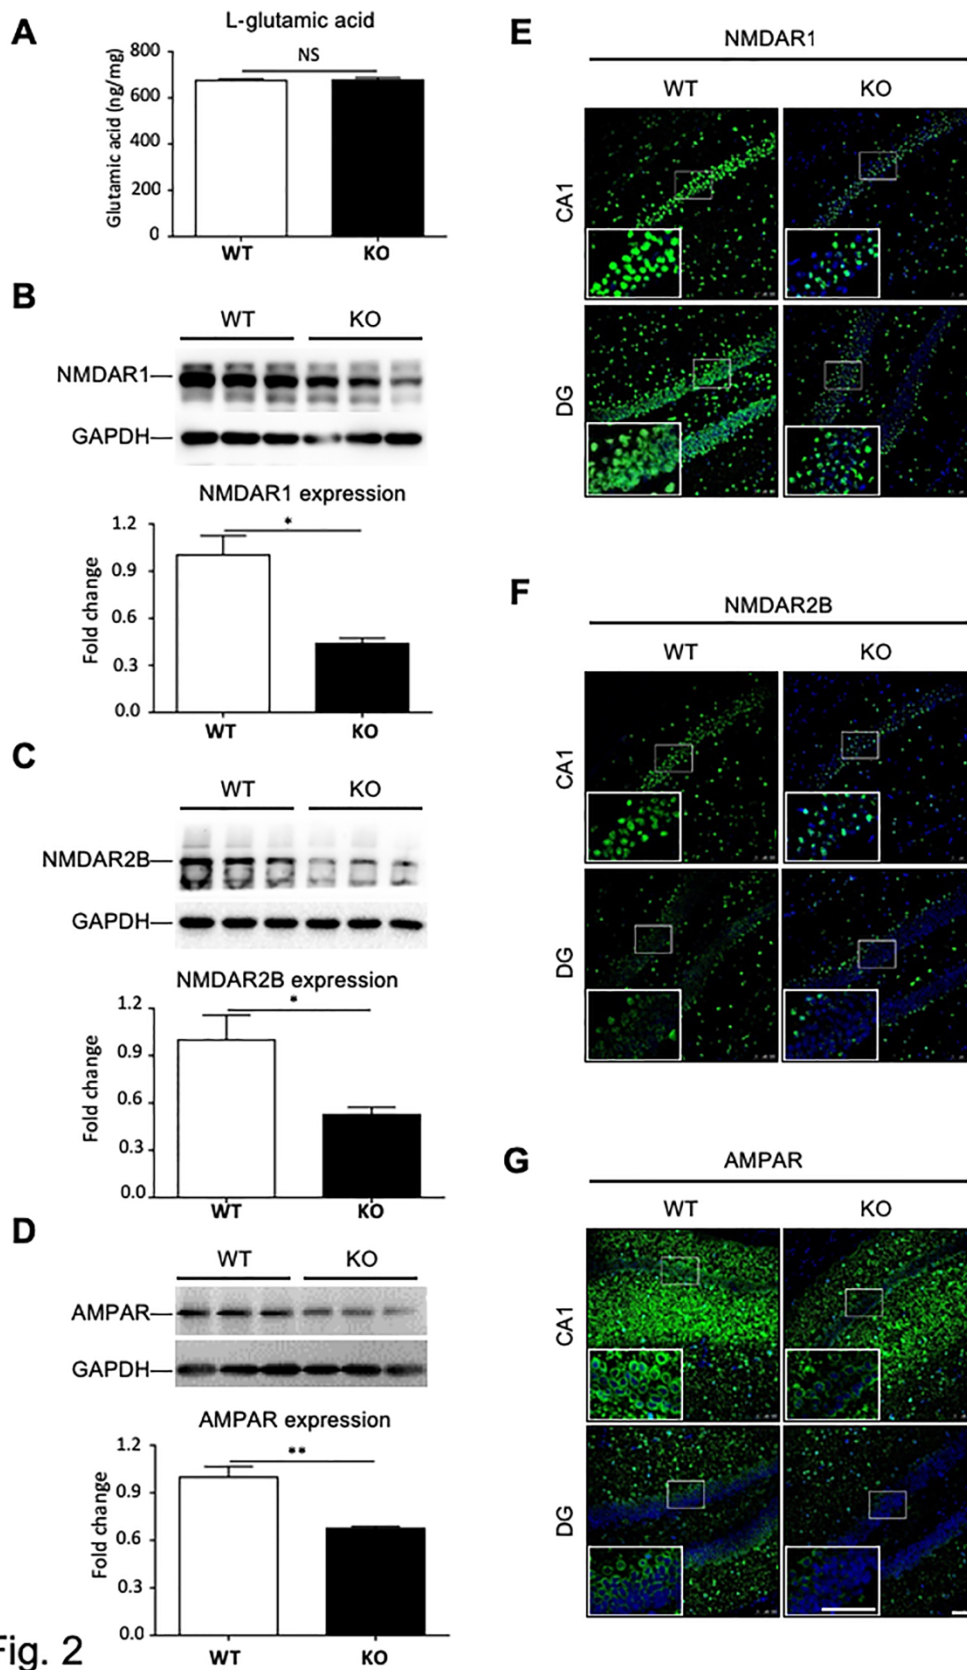 A
L-glutamic acid
NS
Glutamic acid (ng/mg)
800
600
400
200
0
WT
KO
B
WT
KO
NMDAR1
GAPDH
NMDAR1 expression
*
Fold change
1.2
0.9
0.6
0.3
0.0
WT
KO
C
WT
KO
NMDAR2B
GAPDH
NMDAR2B expression
*
Fold change
1.2
0.9
0.6
0.3
0.0
WT
KO
D
WT
KO
AMPAR
GAPDH
AMPAR expression
**
Fold change
1.2
0.9
0.6
0.3
0.0
WT
KO
E
NMDAR1
WT
KO
CA1
DG
F
NMDAR2B
WT
KO
CA1
DG
G
AMPAR
WT
KO
CA1
DG
Fig. 2